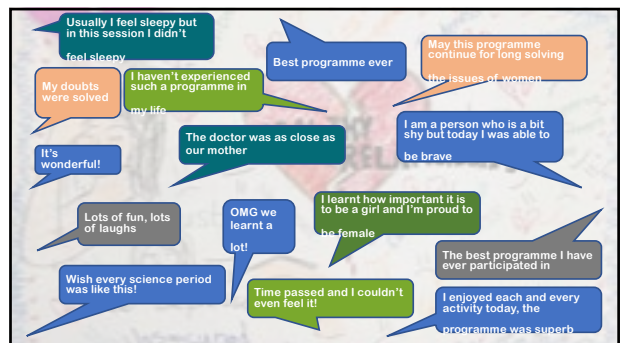 Usually I feel sleepy but
in this session I didn't
feel sleepy
Best programme ever
May this programme
continue for long solving
the issues of women
My doubts
were solved
I haven't experienced
such a programme in
my life
The doctor was as close as
our mother
I am a person who is a bit
shy but today I was able to
be brave
It's
wonderful!
Lots of fun, lots
of laughs
OMG we
learnt a
lot!
I learnt how important it is
to be a girl and I'm proud to
be female
The best programme I have
ever participated in
Wish every science period
was like this!
Time passed and I couldn't
even feel it!
I enjoyed each and every
activity today, the
programme was superb